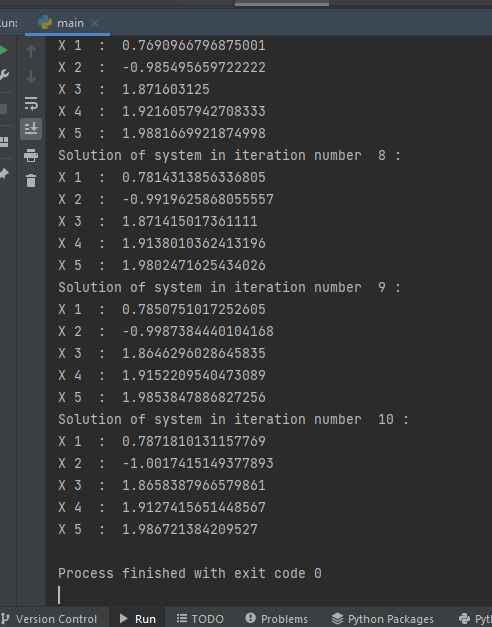 Run:
main
X 1  :  0.7690966796875001
X 2  :  -0.985495659722222
X 3  :  1.871603125
X 4  :  1.9216057942708333
X 5  :  1.9881669921874998
Solution of system in iteration number  8 :
X 1  :  0.7814313856336805
X 2  :  -0.9919625868055557
X 3  :  1.871415017361111
X 4  :  1.9138010362413196
X 5  :  1.9802471625434026
Solution of system in iteration number  9 :
X 1  :  0.7850751017252605
X 2  :  -0.9987384440104168
X 3  :  1.8646296028645835
X 4  :  1.9152209540473089
X 5  :  1.9853847886827256
Solution of system in iteration number  10 :
X 1  :  0.7871810131157769
X 2  :  -1.0017415149377893
X 3  :  1.8658387966579861
X 4  :  1.9127415651448567
X 5  :  1.986721384209527
Process finished with exit code 0
Version Control
Run
TODO
Problems
Python Packages